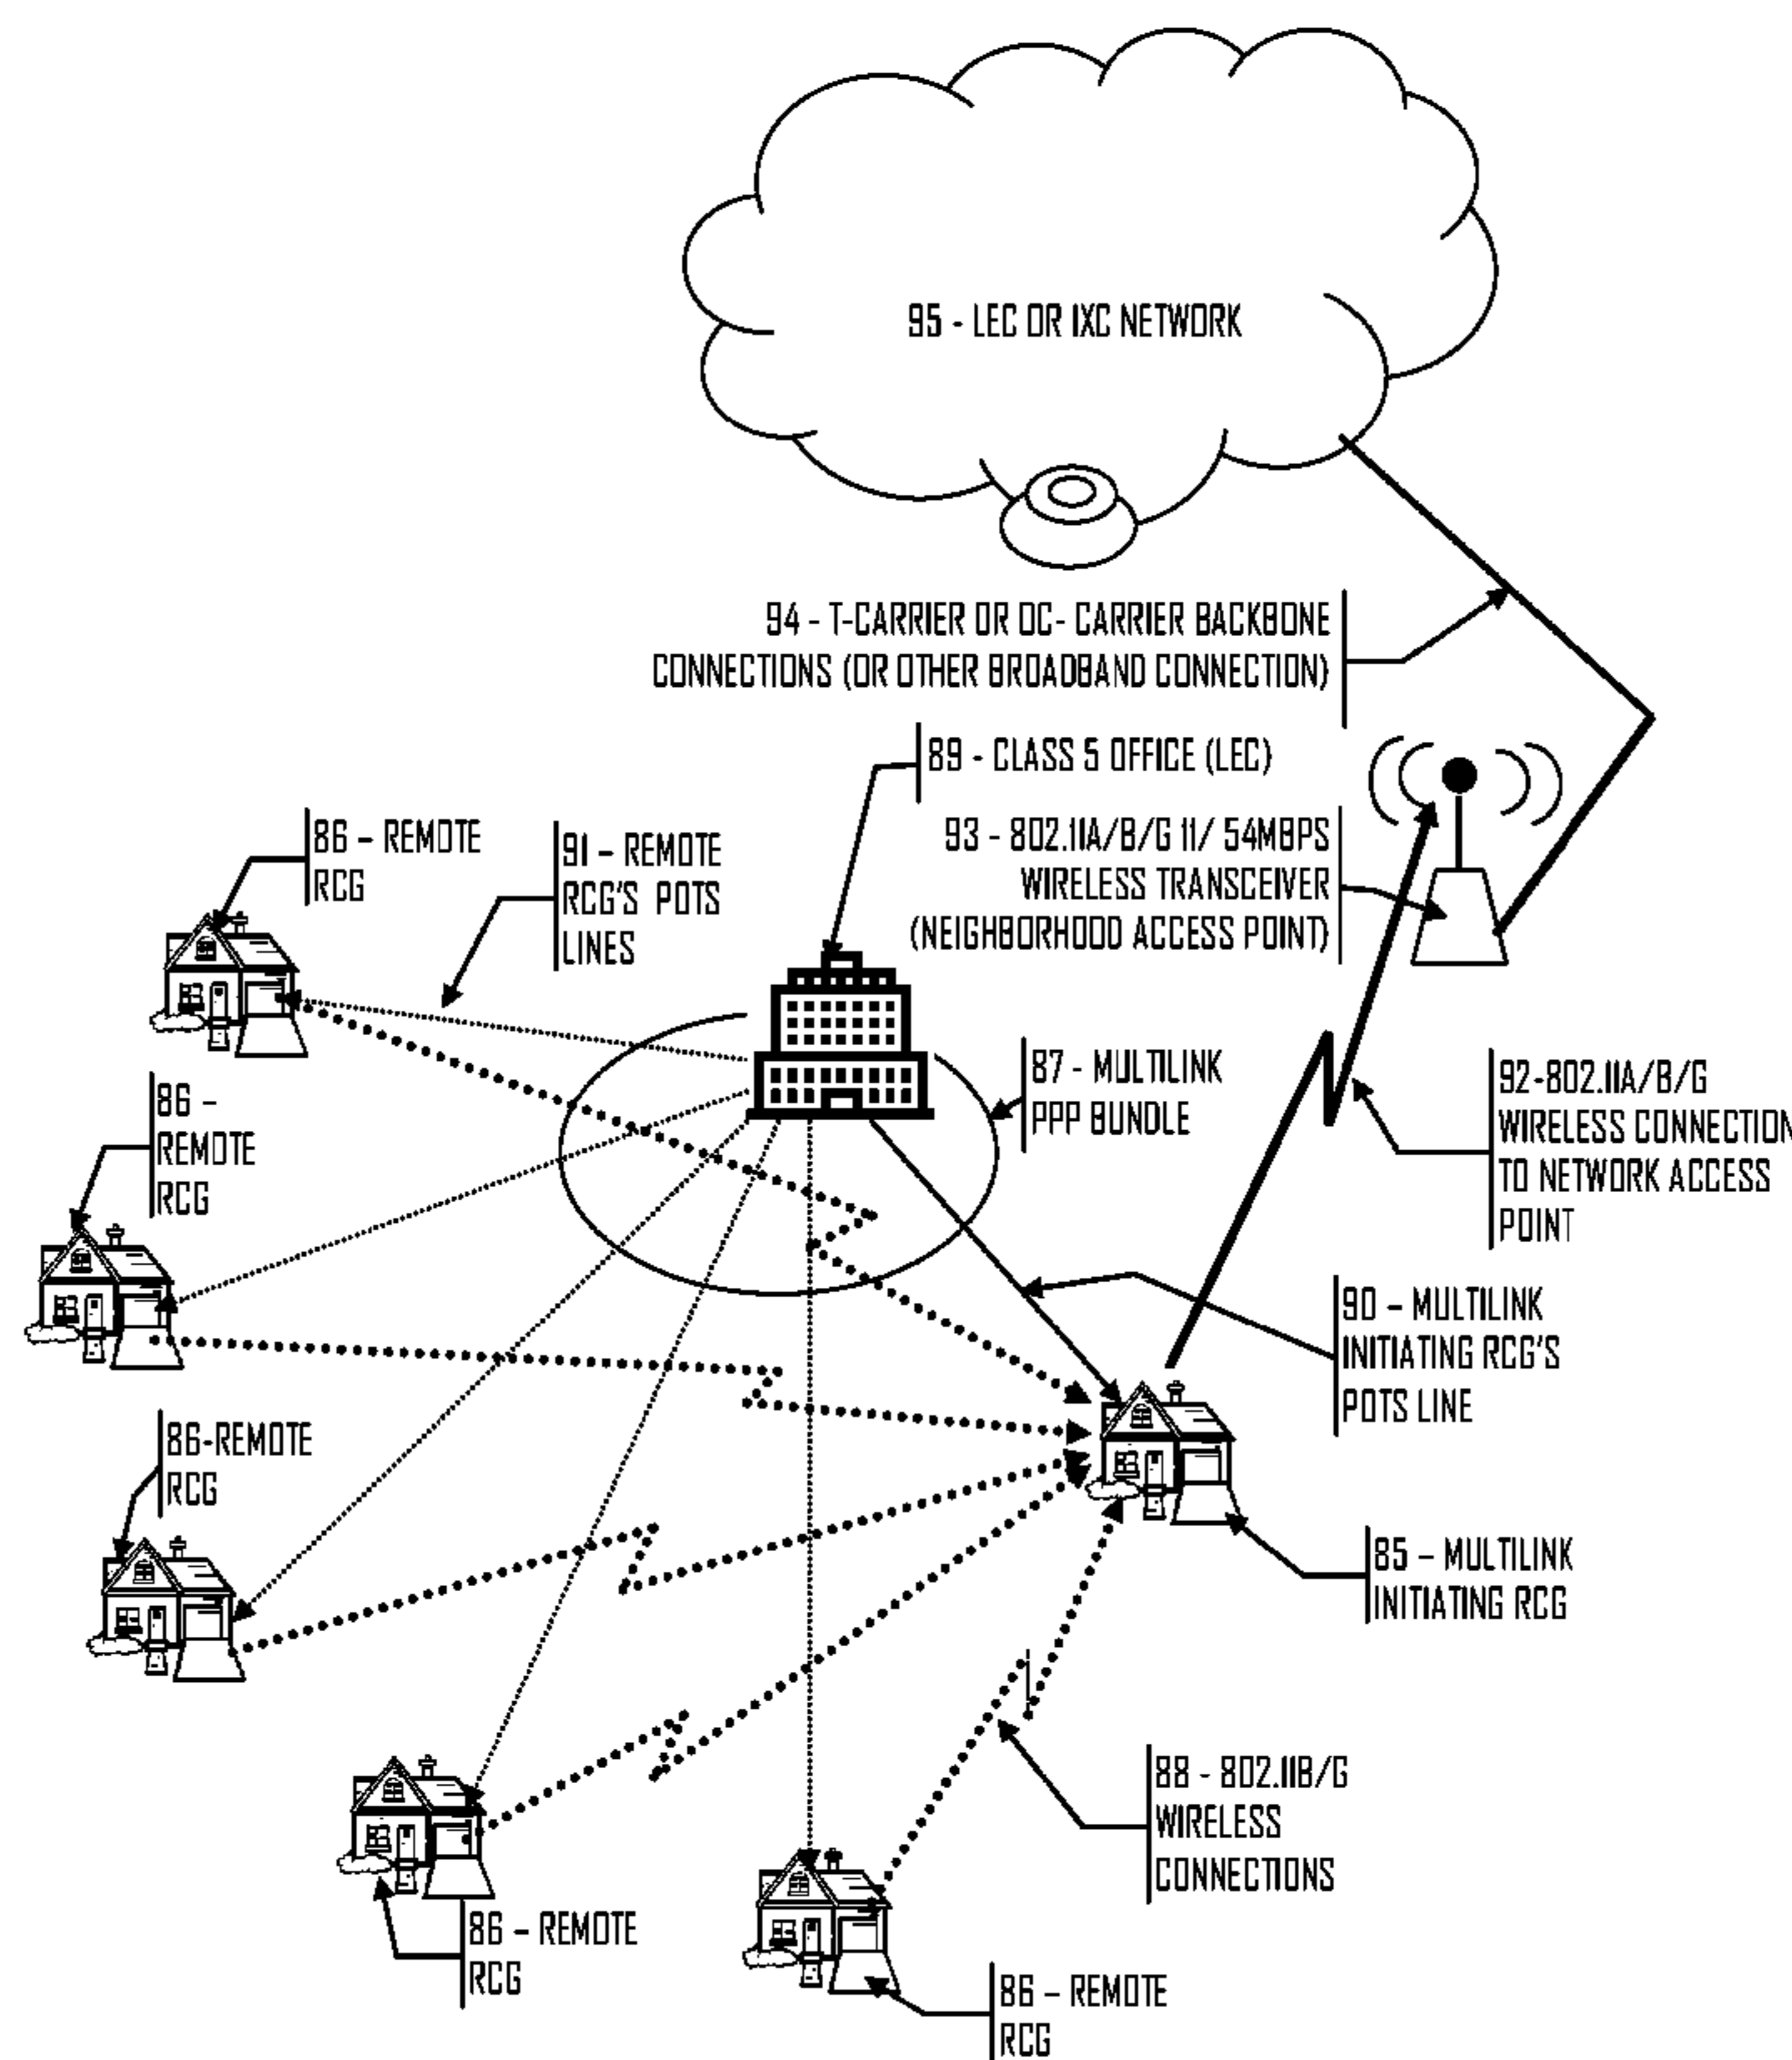 95 - LEC OR IXC NETWORK
94 - T-CARRIER OR OC- CARRIER BACKBONE
CONNECTIONS (OR OTHER BROADBAND CONNECTION)
89 - CLASS 5 OFFICE (LEC)
93 - 802.11A/B/G 11/ 54MBPS
WIRELESS TRANSCEIVER
(NEIGHBORHOOD ACCESS POINT)
86 – REMOTE
RCG
91 – REMOTE
RCG'S POTS
LINES
87 - MULTILINK
PPP BUNDLE
92-802.11A/B/G
WIRELESS CONNECTION
TO NETWORK ACCESS
POINT
86 –
REMOTE
RCG
90 – MULTILINK
INITIATING RCG'S
POTS LINE
86-REMOTE
RCG
85 – MULTILINK
INITIATING RCG
88 - 802.11B/G
WIRELESS
CONNECTIONS
86 – REMOTE
RCG
86 – REMOTE
RCG